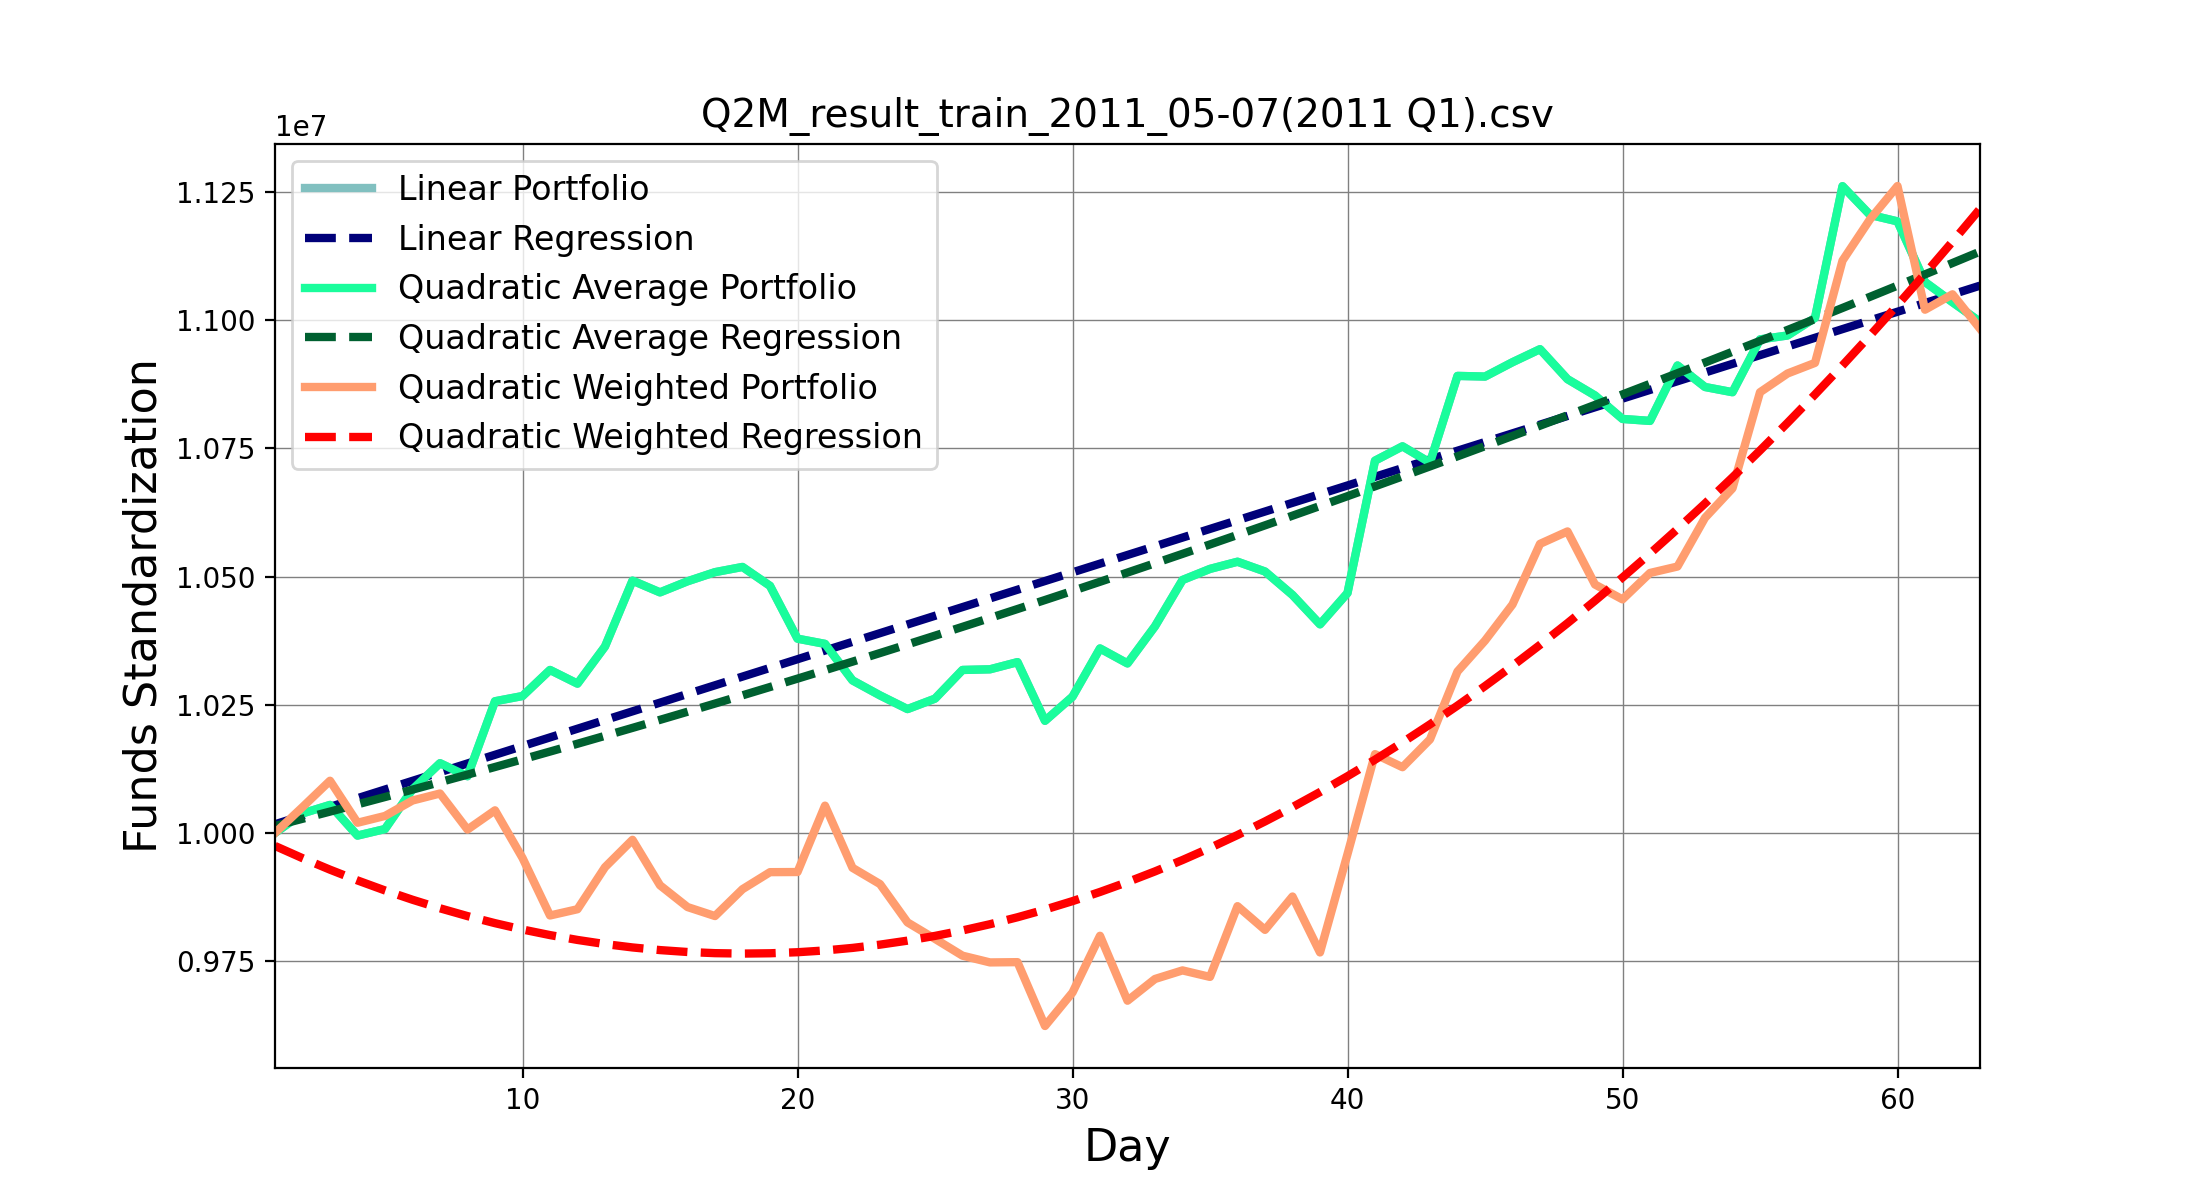 Q2M_result_train_2011_05-07(2011 Q1).csv
1e7
Linear Portfolio
Linear Regression
Quadratic Average Portfolio
Quadratic Average Regression
Quadratic Weighted Portfolio
Quadratic Weighted Regression
1.125
1.100
1.075
1.050
1.025
1.000
0.975
Funds Standardization
10 20 30 40 50 60
Day